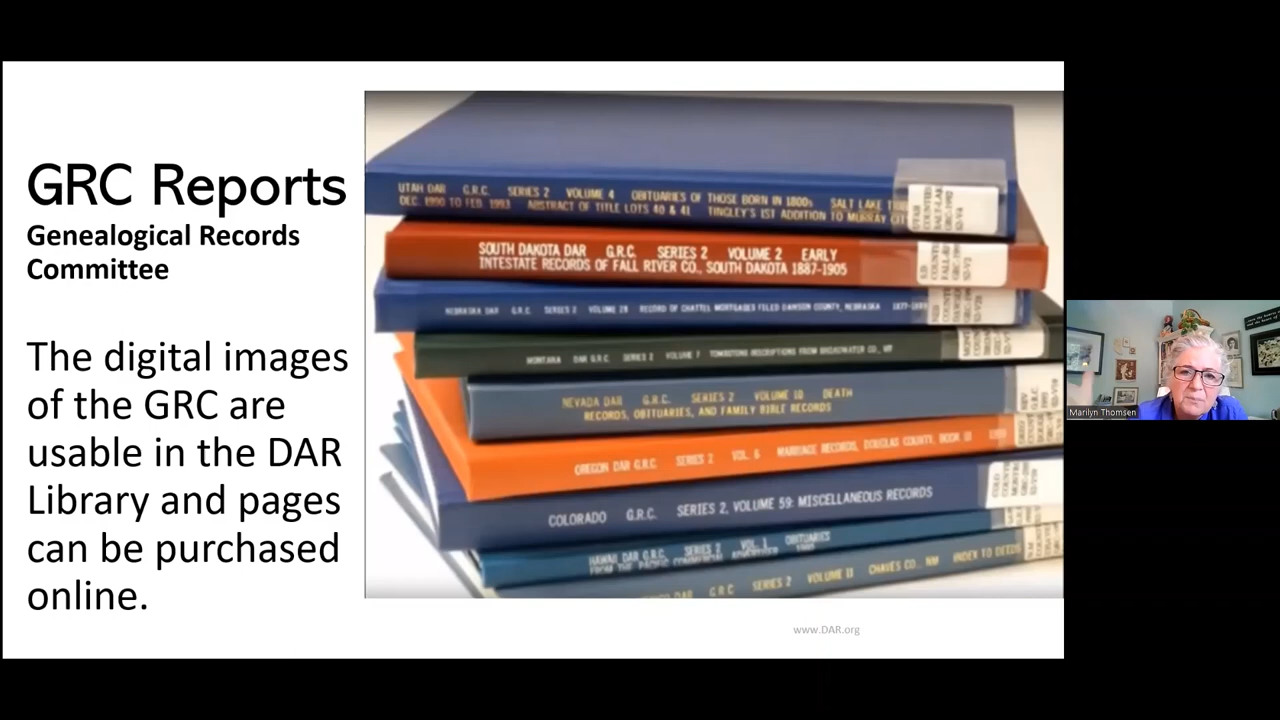 GRC Reports
Genealogical Records
Committee
The digital images
of the GRC are
usable in the DAR
Library and pages
can be purchased
online.
UTAH DAR G.R.C. SERIES 2 VOLUME 4 OBITUARIES OF THOSE BORN IN 1800s SALT LAKE
DEC. 1990 TO FEB. 1993 ABSTRACT OF TITLE LOTS 40 & 41 TINGLEY'S 1ST ADDITION TO MURRAY
SOUTH DAKOTA DAR G.R.C. SERIES 2 VOLUME 2 EARLY
INTESTATE RECORDS OF FALL RIVER CO., SOUTH DAKOTA 1887-1905
NEBRASKA DAR G.R.C. SERIES 2 VOLUME RECORD OF CHATTEL MORTGAGES FILED DAWSON COUNTY, NEBRASKA
MONTANA DAR G.R.C. SERIES 2 VOLUME 7 TOMBSTONE INSCRIPTIONS FROM BROADWATER CO., MT
NEVADA DAR G.R.C. SERIES 2 VOLUME 10 DEATH
RECORDS, OBITUARIES, AND FAMILY BIBLE RECORDS
OREGON DAR G.R.C. SERIES 2 VOL. 6 MARRIAGE RECORDS, DOUGLAS COUNTY, BOOK III
COLORADO G.R.C. SERIES 2, VOLUME 59: MISCELLANEOUS RECORDS
HAWAII DAR G.R.C. SERIES 2 VOL. 1 OBITUARIES
FROM THE PACIFIC COMMERCIAL ADVERTISER
DAR G.R.C. SERIES 2 VOLUME 11 CHAVES CO., NM INDEX TO DEEDS
www.DAR.org
Marilyn Thomsen